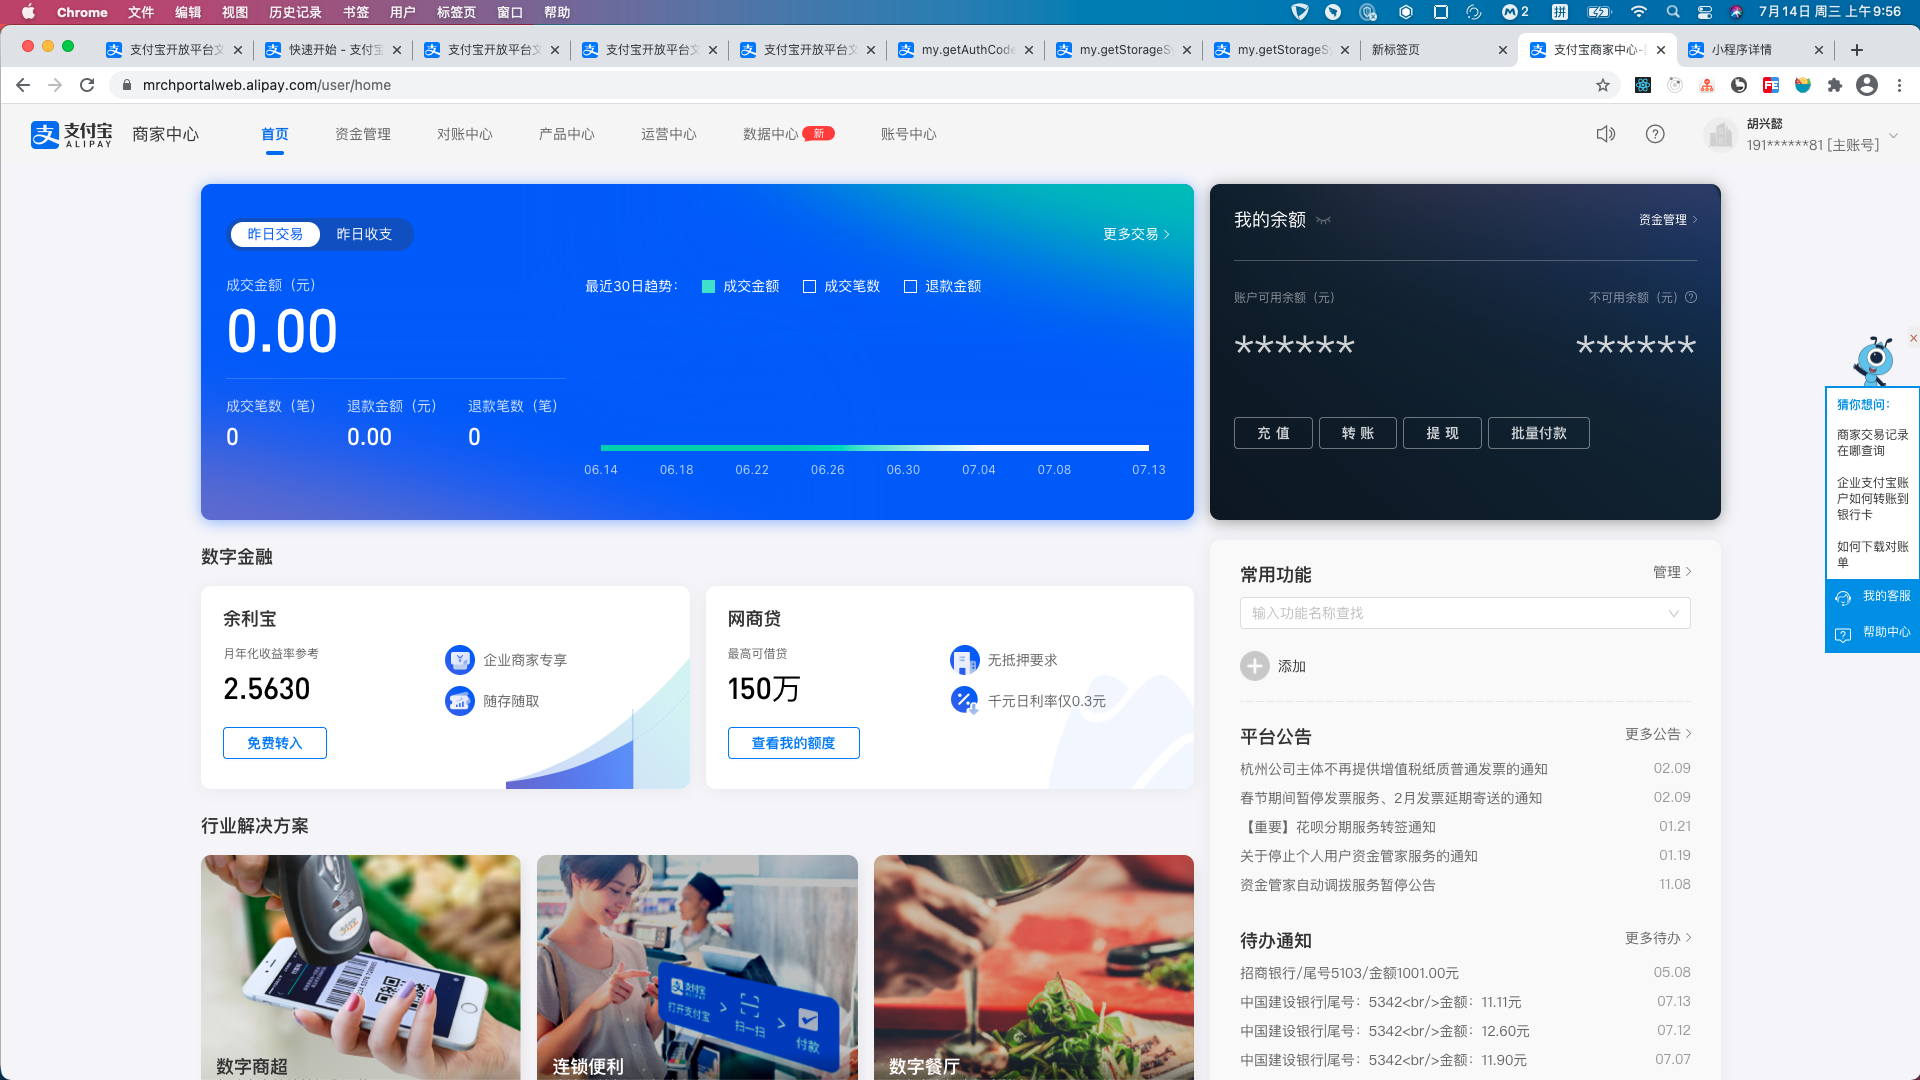 Chrome 文件 编辑 视图 历史记录 书签 用户 标签页 窗口 帮助
2 拼 7月14日 周三 上午9:56
支付宝开放平台文 快速开始 - 支付宝 支付宝开放平台文 支付宝开放平台文 支付宝开放平台文 my.getAuthCode my.getStorageSy my.getStorageSy 新标签页 支付宝商家中心- 小程序详情
mrchportalweb.alipay.com/user/home
支付宝 ALIPAY 商家中心 首页 资金管理 对账中心 产品中心 运营中心 数据中心 新 账号中心
胡兴懿
191******81 [主账号]
昨日交易 昨日收支 更多交易
成交金额（元）
0.00
最近30日趋势： 成交金额 成交笔数 退款金额
成交笔数（笔） 退款金额（元） 退款笔数（笔）
0 0.00 0
06.14 06.18 06.22 06.26 06.30 07.04 07.08 07.13
我的余额 资金管理
账户可用余额（元） 不可用余额（元）
****** ******
充 值 转 账 提 现 批量付款
猜你想问：
商家交易记录
在哪查询
企业支付宝账
户如何转账到
银行卡
如何下载对账
单
我的客服
帮助中心
数字金融
余利宝
月年化收益率参考
2.5630
企业商家专享
随存随取
免费转入
网商贷
最高可借贷
150万
无抵押要求
千元日利率仅0.3元
查看我的额度
行业解决方案
支付宝
ALIPAY
打开支付宝 扫一扫 付款
数字商超
连锁便利
数字餐厅
常用功能 管理
输入功能名称查找
添加
平台公告 更多公告
杭州公司主体不再提供增值税纸质普通发票的通知 02.09
春节期间暂停发票服务、2月发票延期寄送的通知 02.09
【重要】花呗分期服务转签通知 01.21
关于停止个人用户资金管家服务的通知 01.19
资金管家自动调拨服务暂停公告 11.08
待办通知 更多待办
招商银行/尾号5103/金额1001.00元 05.08
中国建设银行|尾号：5342<br/>金额：11.11元 07.13
中国建设银行|尾号：5342<br/>金额：12.60元 07.12
中国建设银行|尾号：5342<br/>金额：11.90元 07.07